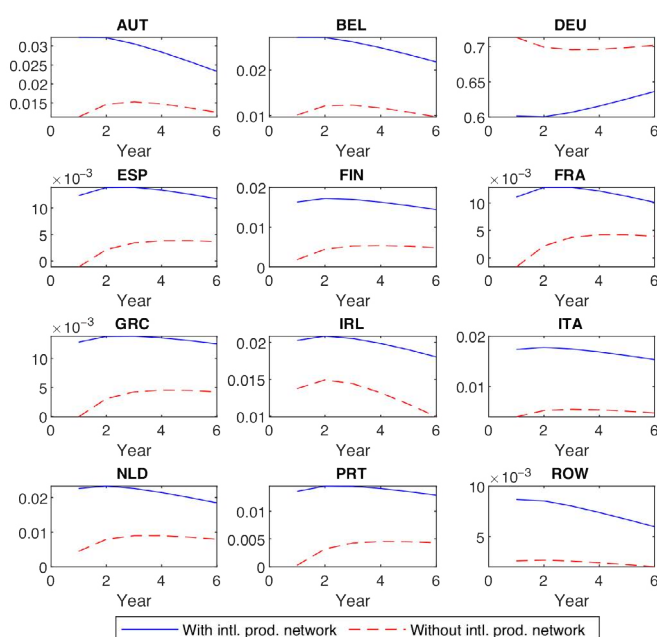 AUT BEL DEU
0.03 0.02 0.7
0.025
0.02 0.65
0.015 0.01 0.6
0 2 4 6 0 2 4 6 0 2 4 6
Year Year Year
× 10⁻³ ESP FIN × 10⁻³ FRA
0.02
10 0.015 10
5 0.01 5
0.005
0 0 0
0 2 4 6 0 2 4 6 0 2 4 6
Year Year Year
× 10⁻³ GRC IRL ITA
10 0.02 0.02
5 0.015 0.01
0 0.01
0 2 4 6 0 2 4 6 0 2 4 6
Year Year Year
NLD PRT × 10⁻³ ROW
0.02 0.01 10
0.01 0.005 5
0 0
0 2 4 6 0 2 4 6 0 2 4 6
Year Year Year
With intl. prod. network Without intl. prod. network